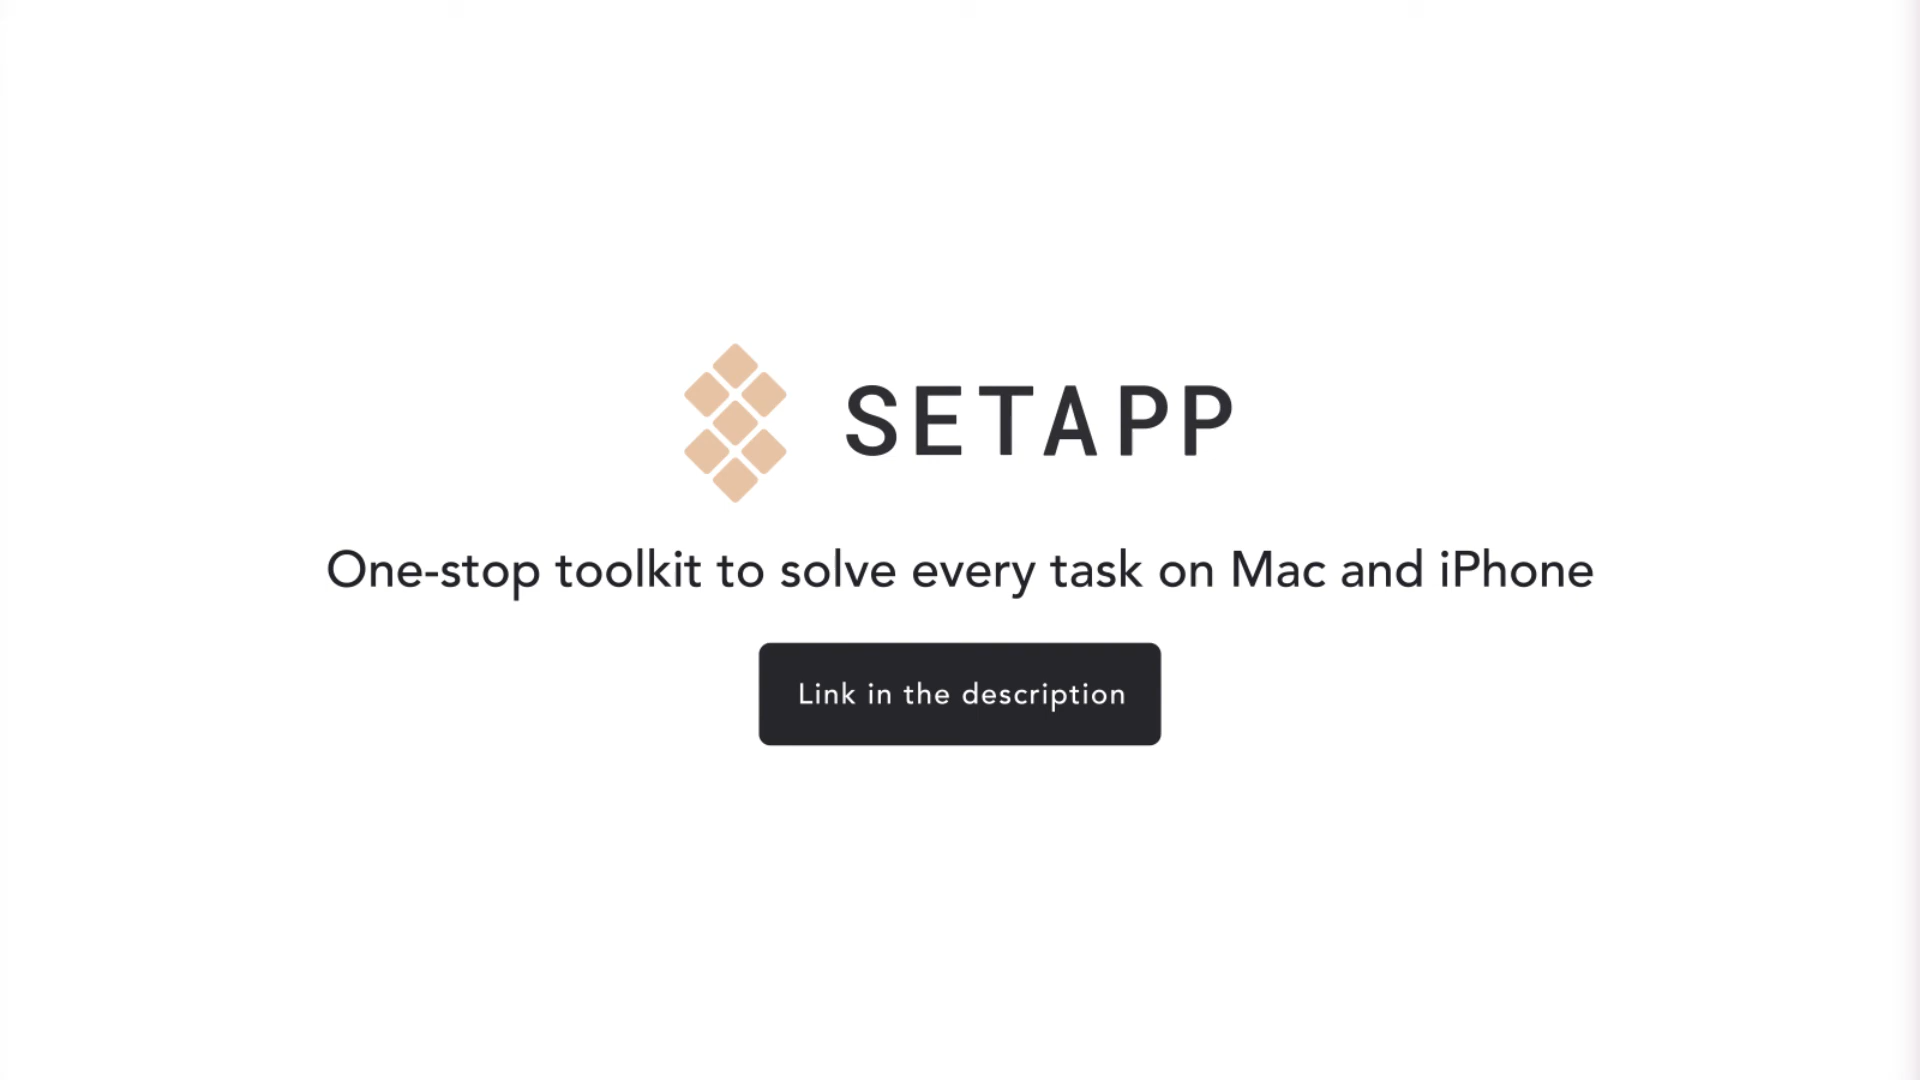 SETAPP
One-stop toolkit to solve every task on Mac and iPhone
Link in the description